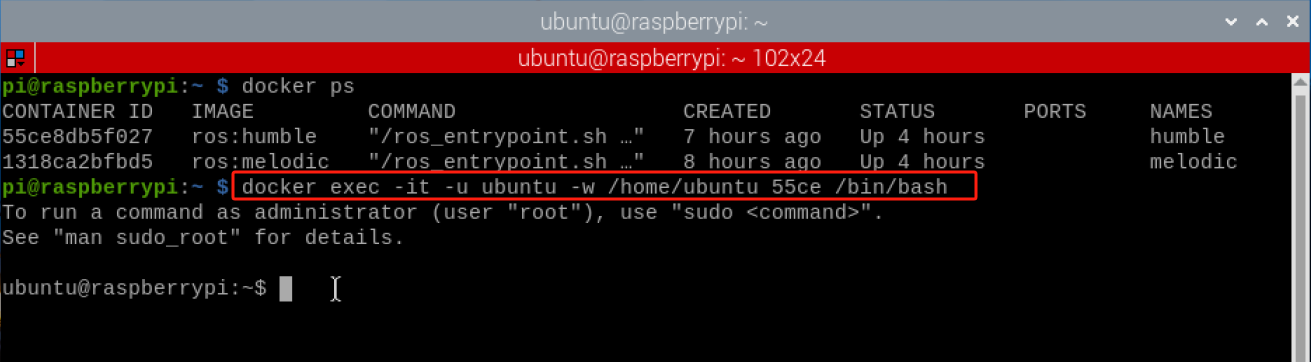 ubuntu@raspberrypi: ~
ubuntu@raspberrypi: ~ 102x24
pi@raspberrypi:~ $ docker ps
CONTAINER ID   IMAGE         COMMAND                  CREATED       STATUS       PORTS     NAMES
55ce8db5f027   ros:humble    "/ros_entrypoint.sh …"   7 hours ago   Up 4 hours             humble
1318ca2bfbd5   ros:melodic   "/ros_entrypoint.sh …"   8 hours ago   Up 4 hours             melodic
pi@raspberrypi:~ $ docker exec -it -u ubuntu -w /home/ubuntu 55ce /bin/bash
To run a command as administrator (user "root"), use "sudo <command>".
See "man sudo_root" for details.
ubuntu@raspberrypi:~$